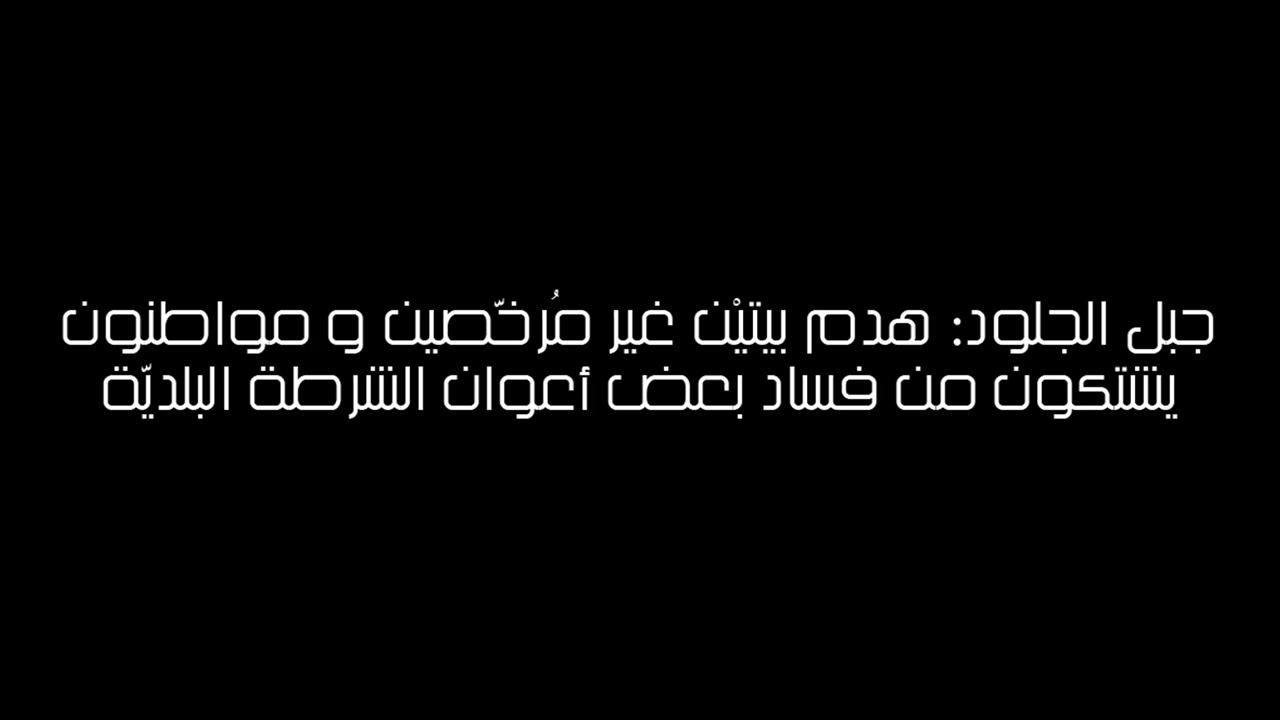 جبل الجلود: هدم بيتيْن غير مُرخّصين و مواطنون
يشتكون من فساد بعض أعوان الشرطة البلديّة